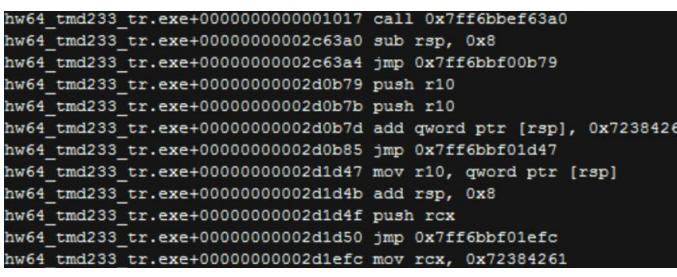 hw64_tmd233_tr.exe+0000000000001017 call 0x7ff6bbef63a0
hw64_tmd233_tr.exe+00000000002c63a0 sub rsp, 0x8
hw64_tmd233_tr.exe+00000000002c63a4 jmp 0x7ff6bbf00b79
hw64_tmd233_tr.exe+00000000002d0b79 push r10
hw64_tmd233_tr.exe+00000000002d0b7b push r10
hw64_tmd233_tr.exe+00000000002d0b7d add qword ptr [rsp], 0x7238426
hw64_tmd233_tr.exe+00000000002d0b85 jmp 0x7ff6bbf01d47
hw64_tmd233_tr.exe+00000000002d1d47 mov r10, qword ptr [rsp]
hw64_tmd233_tr.exe+00000000002d1d4b add rsp, 0x8
hw64_tmd233_tr.exe+00000000002d1d4f push rcx
hw64_tmd233_tr.exe+00000000002d1d50 jmp 0x7ff6bbf01efc
hw64_tmd233_tr.exe+00000000002d1efc mov rcx, 0x72384261